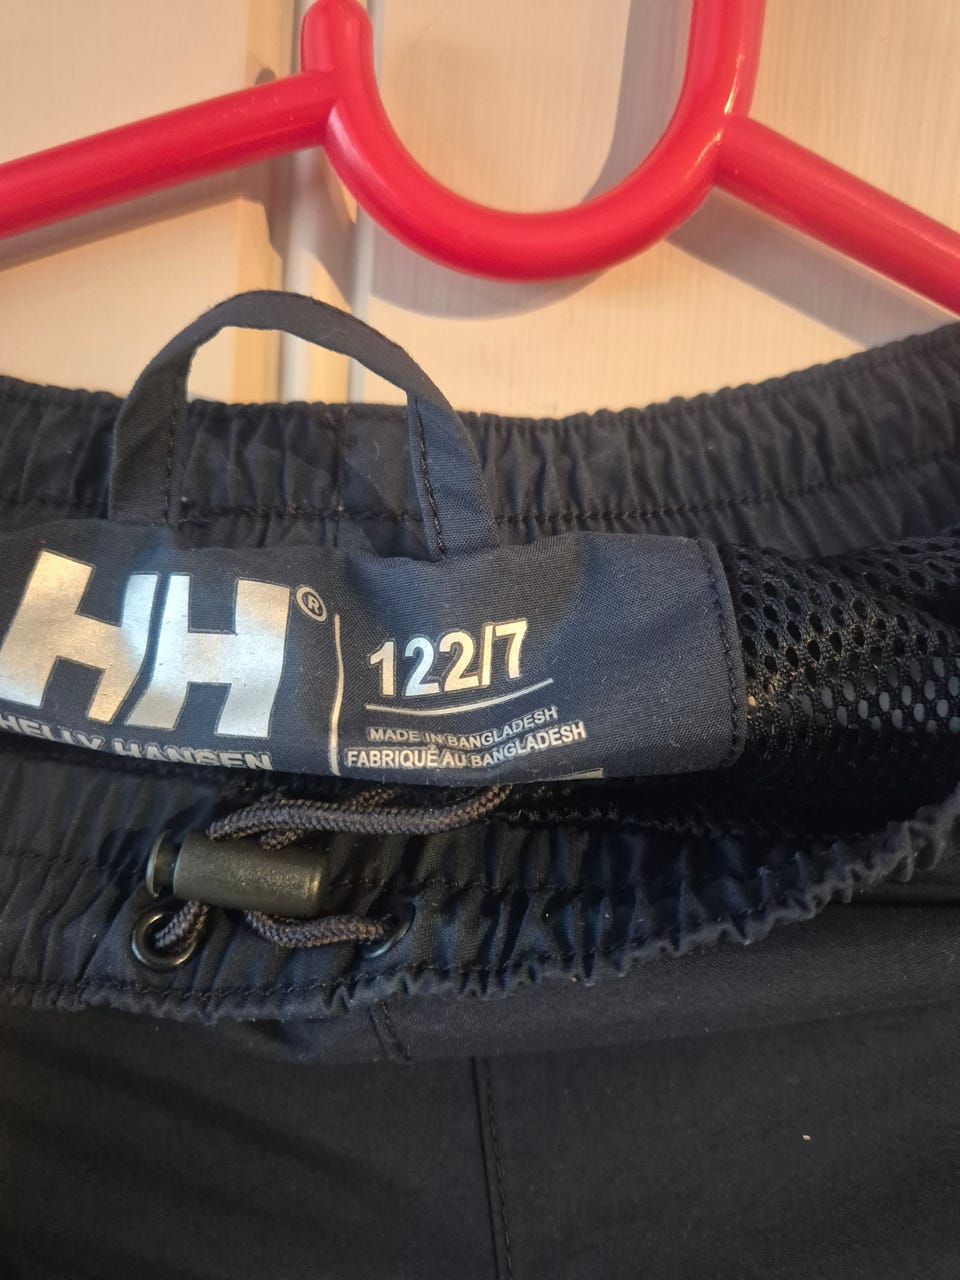 HH®
HELLY HANSEN
122/7
MADE IN BANGLADESH
FABRIQUÉ AU BANGLADESH